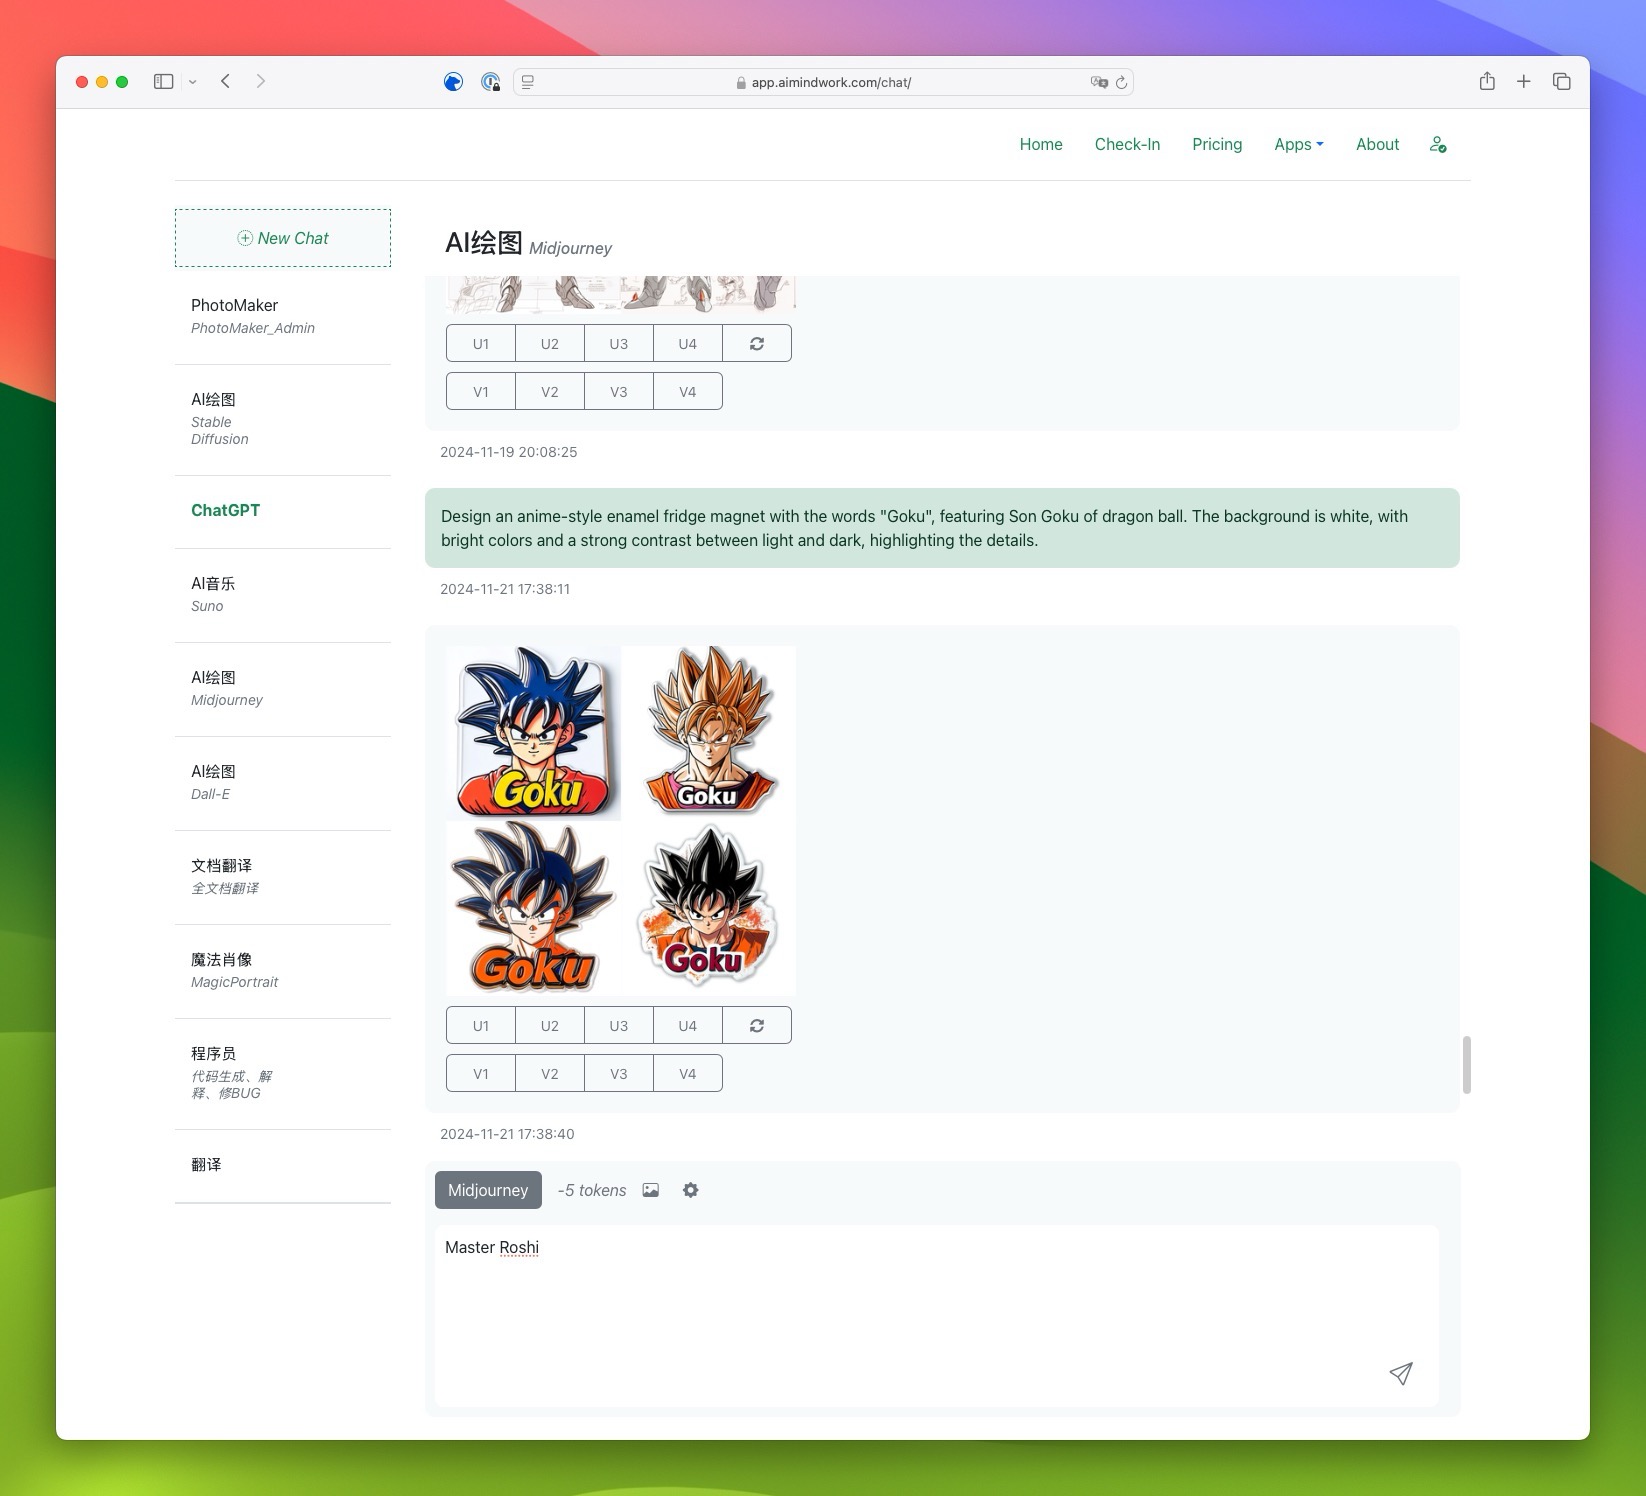 app.aimindwork.com/chat/
Home Check-In Pricing Apps About
New Chat
PhotoMaker
PhotoMaker_Admin
AI绘图
Stable
Diffusion
ChatGPT
AI音乐
Suno
AI绘图
Midjourney
AI绘图
Dall-E
文档翻译
全文档翻译
魔法肖像
MagicPortrait
程序员
代码生成、解
释、修BUG
翻译
AI绘图 Midjourney
U1 U2 U3 U4
V1 V2 V3 V4
2024-11-19 20:08:25
Design an anime-style enamel fridge magnet with the words "Goku", featuring Son Goku of dragon ball. The background is white, with
bright colors and a strong contrast between light and dark, highlighting the details.
2024-11-21 17:38:11
Goku
Goku
Goku
Goku
U1 U2 U3 U4
V1 V2 V3 V4
2024-11-21 17:38:40
Midjourney -5 tokens
Master Roshi